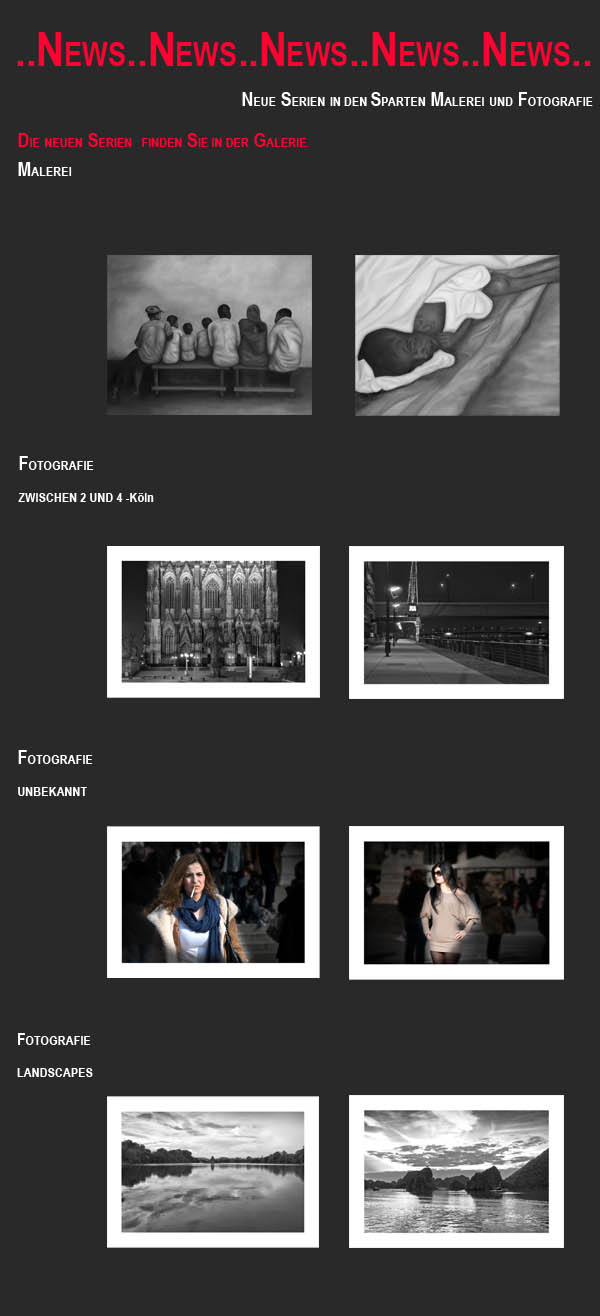 ..News..News..News..News..News..
Neue Serien in den Sparten Malerei und Fotografie
Die neuen Serien finden Sie in der Galerie.
Malerei
Fotografie
ZWISCHEN 2 UND 4 -Köln
Fotografie
UNBEKANNT
Fotografie
LANDSCAPES